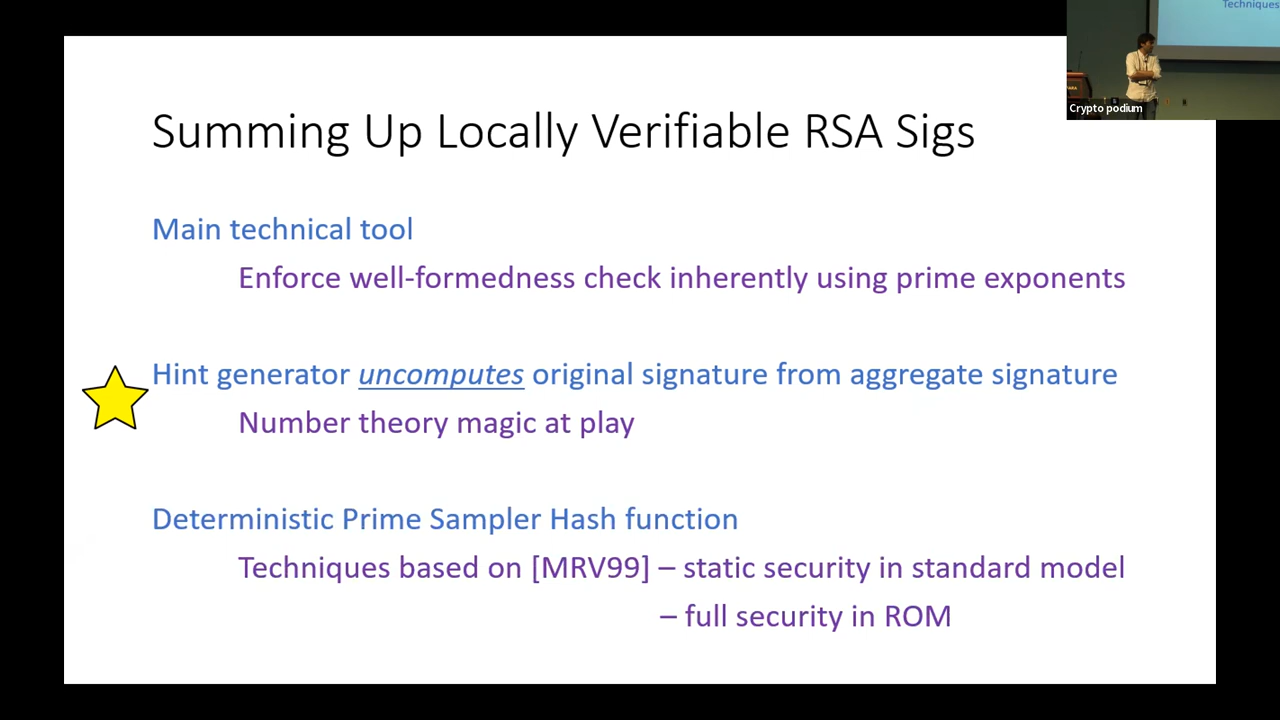 Techniques
Crypto podium
Summing Up Locally Verifiable RSA Sigs
Main technical tool
Enforce well-formedness check inherently using prime exponents
Hint generator uncomputes original signature from aggregate signature
Number theory magic at play
Deterministic Prime Sampler Hash function
Techniques based on [MRV99] – static security in standard model
– full security in ROM